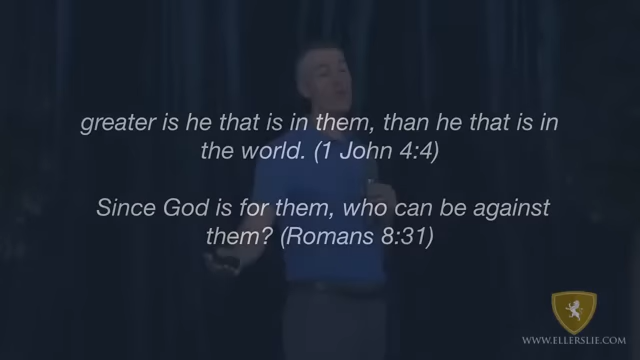 greater is he that is in them, than he that is in
the world. (1 John 4:4)
Since God is for them, who can be against
them? (Romans 8:31)
WWW.ELLERSLIE.COM